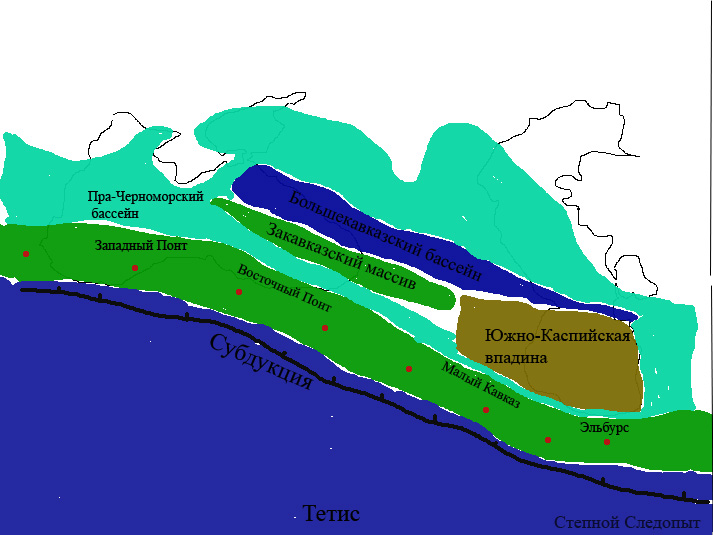 Пра-Черноморский
бассейн
Большекавказский бассейн
Закавказский массив
Западный Понт
Восточный Понт
Южно-Каспийская
впадина
Субдукция
Малый Кавказ
Эльбурс
Тетис
Степной Следопыт